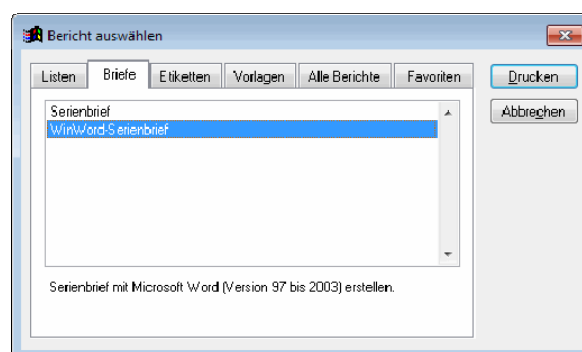 Bericht auswählen
Listen Briefe Etiketten Vorlagen Alle Berichte Favoriten
Drucken
Abbrechen
Serienbrief
WinWord-Serienbrief
Serienbrief mit Microsoft Word (Version 97 bis 2003) erstellen.